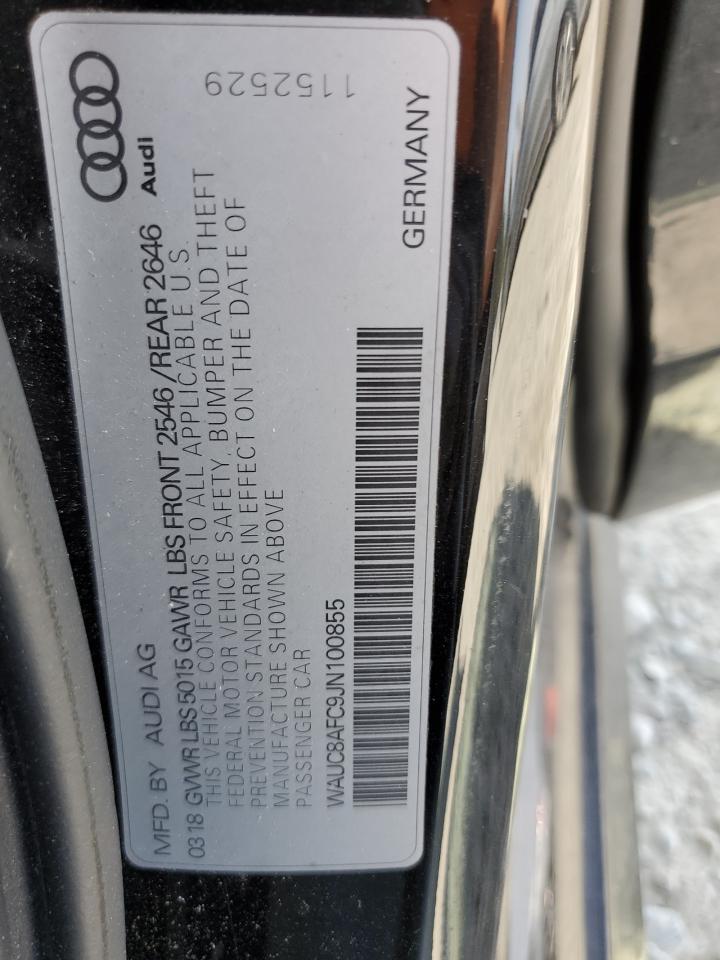 MFD. BY AUDI AG
Audi
03 18 GVWR LBS 5015 GAWR LBS FRONT 2546 / REAR 2646
THIS VEHICLE CONFORMS TO ALL APPLICABLE U.S.
FEDERAL MOTOR VEHICLE SAFETY, BUMPER AND THEFT
PREVENTION STANDARDS IN EFFECT ON THE DATE OF
MANUFACTURE SHOWN ABOVE
PASSENGER CAR
WAUC8AFC9JN100855
1152529
GERMANY